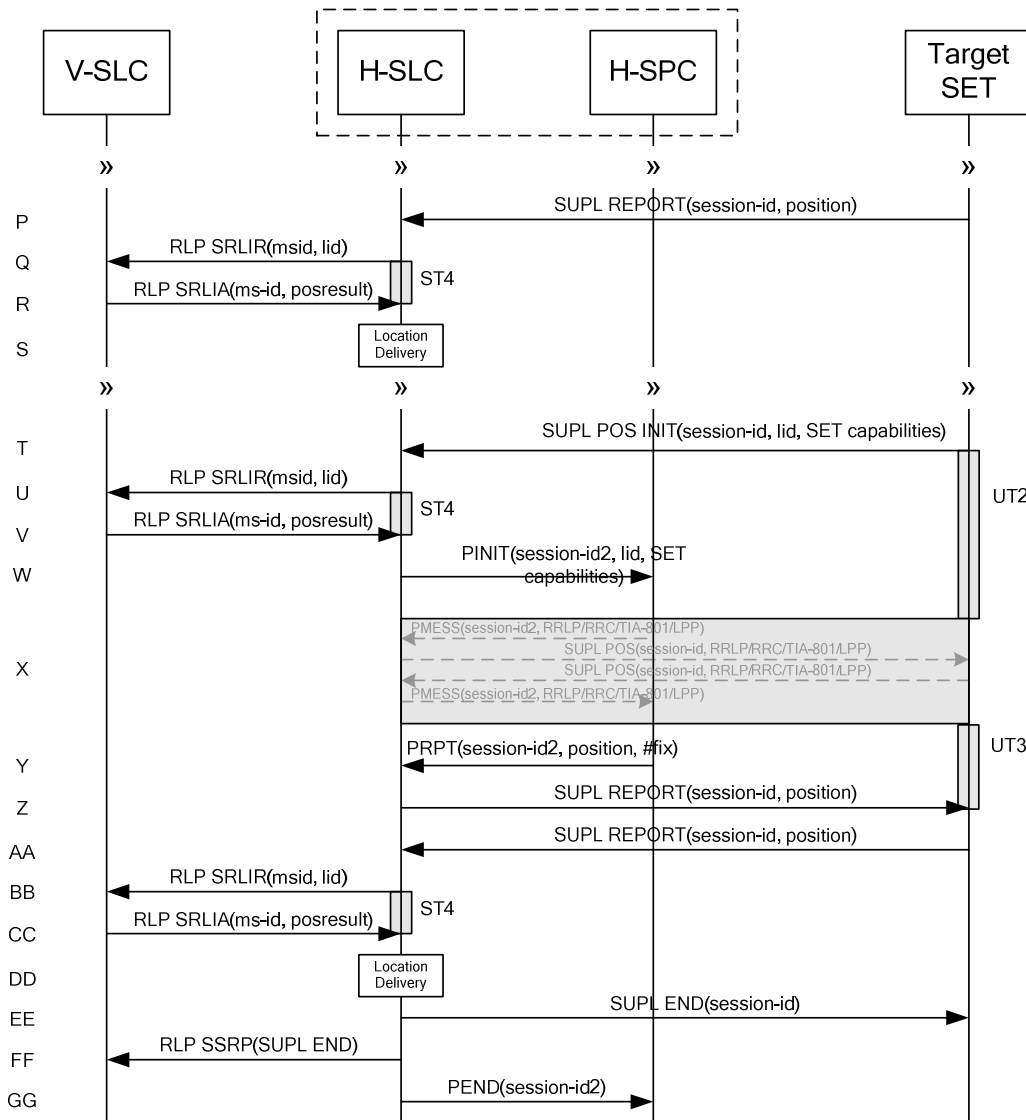 V-SLC
H-SLC
H-SPC
Target
SET
»
»
»
»
P
SUPL REPORT(session-id, position)
Q
RLP SRLIR(msid, lid)
ST4
R
RLP SRLIA(ms-id, posresult)
S
Location
Delivery
»
»
»
»
T
SUPL POS INIT(session-id, lid, SET capabilities)
U
RLP SRLIR(msid, lid)
ST4
UT2
V
RLP SRLIA(ms-id, posresult)
W
PINIT(session-id2, lid, SET
capabilities)
X
PMESS(session-id2, RRLP/RRC/TIA-801/LPP)
SUPL POS(session-id, RRLP/RRC/TIA-801/LPP)
SUPL POS(session-id, RRLP/RRC/TIA-801/LPP)
PMESS(session-id2, RRLP/RRC/TIA-801/LPP)
Y
PRPT(session-id2, position, #fix)
UT3
Z
SUPL REPORT(session-id, position)
AA
SUPL REPORT(session-id, position)
BB
RLP SRLIR(msid, lid)
ST4
CC
RLP SRLIA(ms-id, posresult)
DD
Location
Delivery
EE
SUPL END(session-id)
FF
RLP SSRP(SUPL END)
GG
PEND(session-id2)